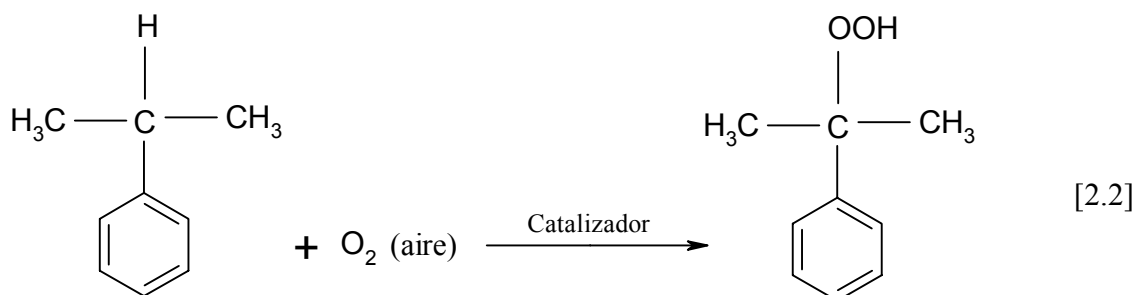 H OOH
H₃C C CH₃ H₃C C CH₃
[2.2]
Catalizador
+ O₂ (aire)